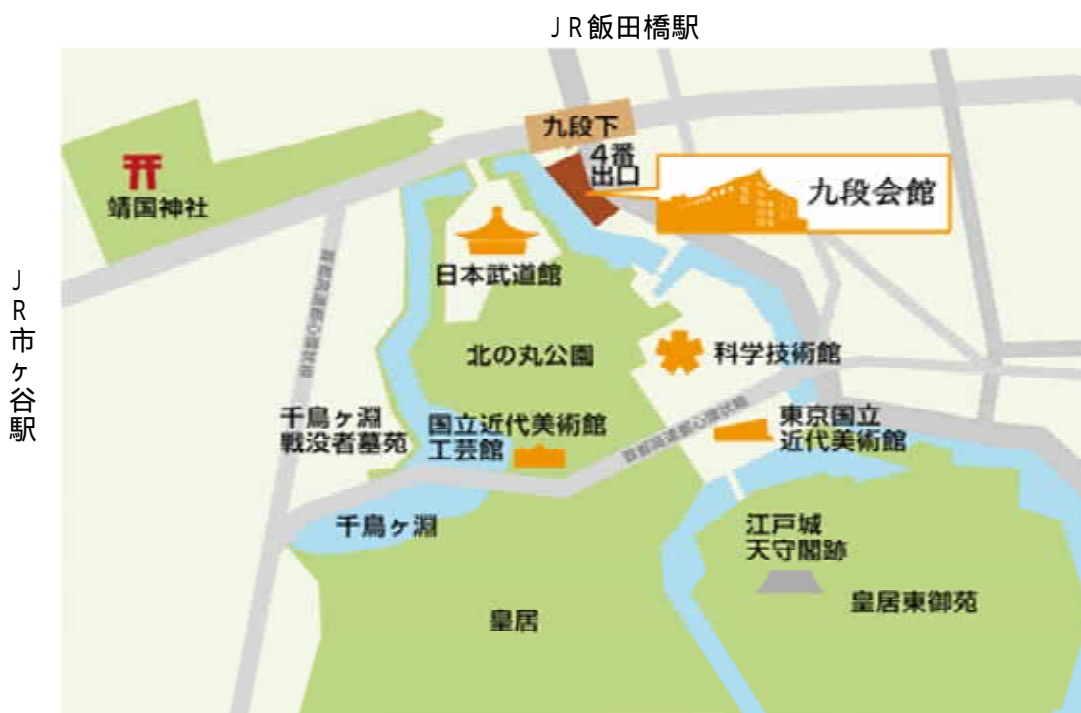 JR飯田橋駅
九段下
4番
出口
九段会館
靖国神社
日本武道館
JR市ヶ谷駅
北の丸公園
科学技術館
千鳥ヶ淵
戦没者墓苑
国立近代美術館
工芸館
東京国立
近代美術館
千鳥ヶ淵
江戸城
天守閣跡
皇居東御苑
皇居